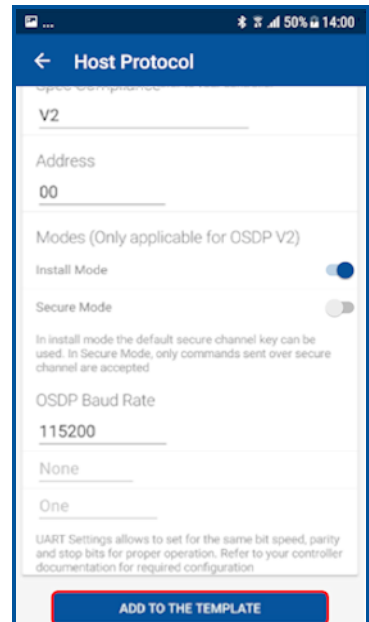 ... 50% 14:00
Host Protocol
V2
Address
00
Modes (Only applicable for OSDP V2)
Install Mode
Secure Mode
In install mode the default secure channel key can be
used. In Secure Mode, only commands sent over secure
channel are accepted
OSDP Baud Rate
115200
None
One
UART Settings allows to set for the same bit speed, parity
and stop bits for proper operation. Refer to your controller
documentation for required configuration
ADD TO THE TEMPLATE